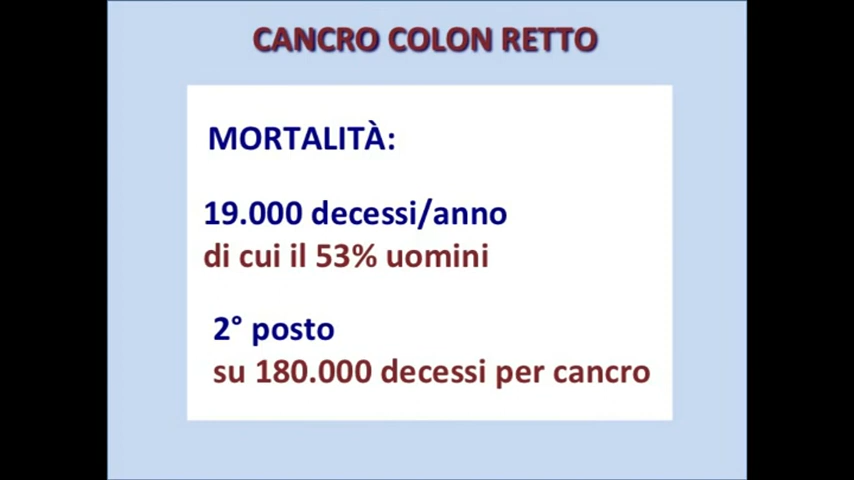 CANCRO COLON RETTO
MORTALITÀ:
19.000 decessi/anno
di cui il 53% uomini
2° posto
su 180.000 decessi per cancro